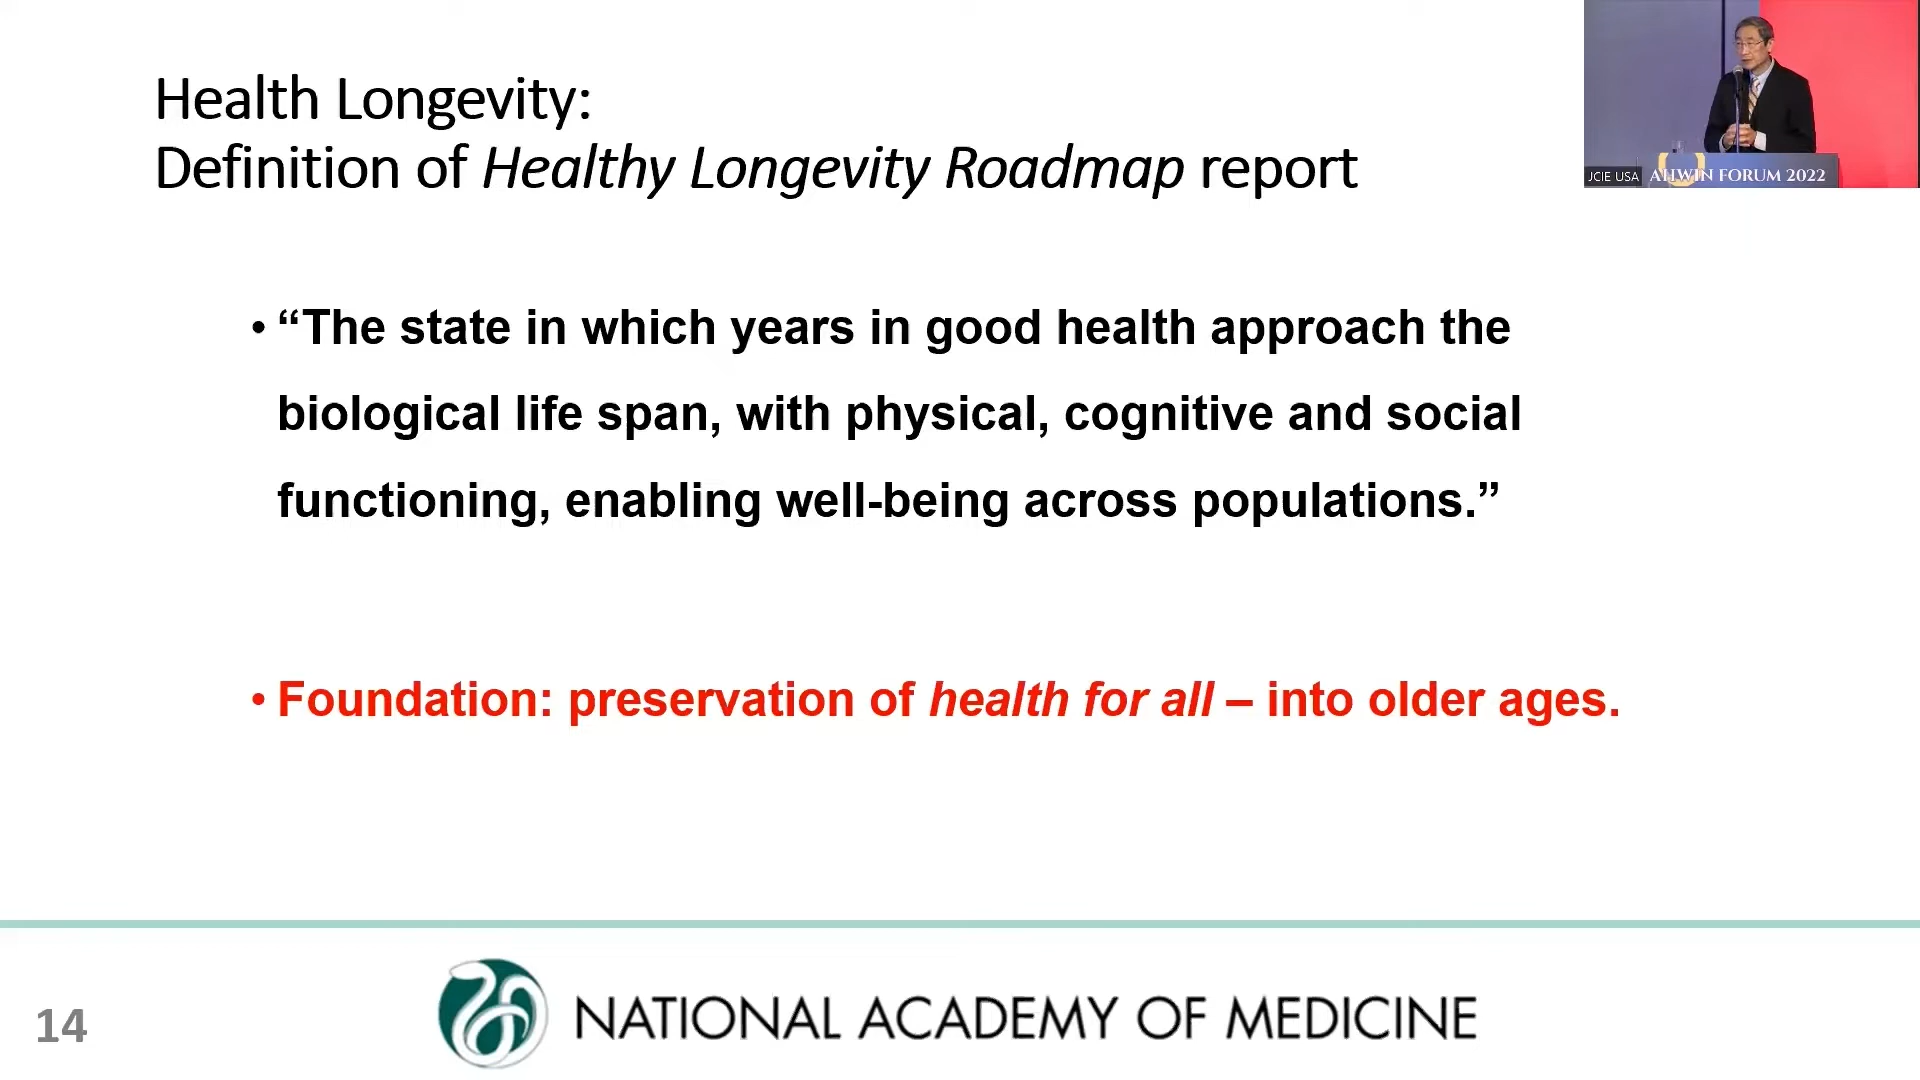 Health Longevity:
Definition of Healthy Longevity Roadmap report
JCIE USA
AHWIN FORUM 2022
• “The state in which years in good health approach the
biological life span, with physical, cognitive and social
functioning, enabling well-being across populations.”
• Foundation: preservation of health for all – into older ages.
14
NATIONAL ACADEMY OF MEDICINE